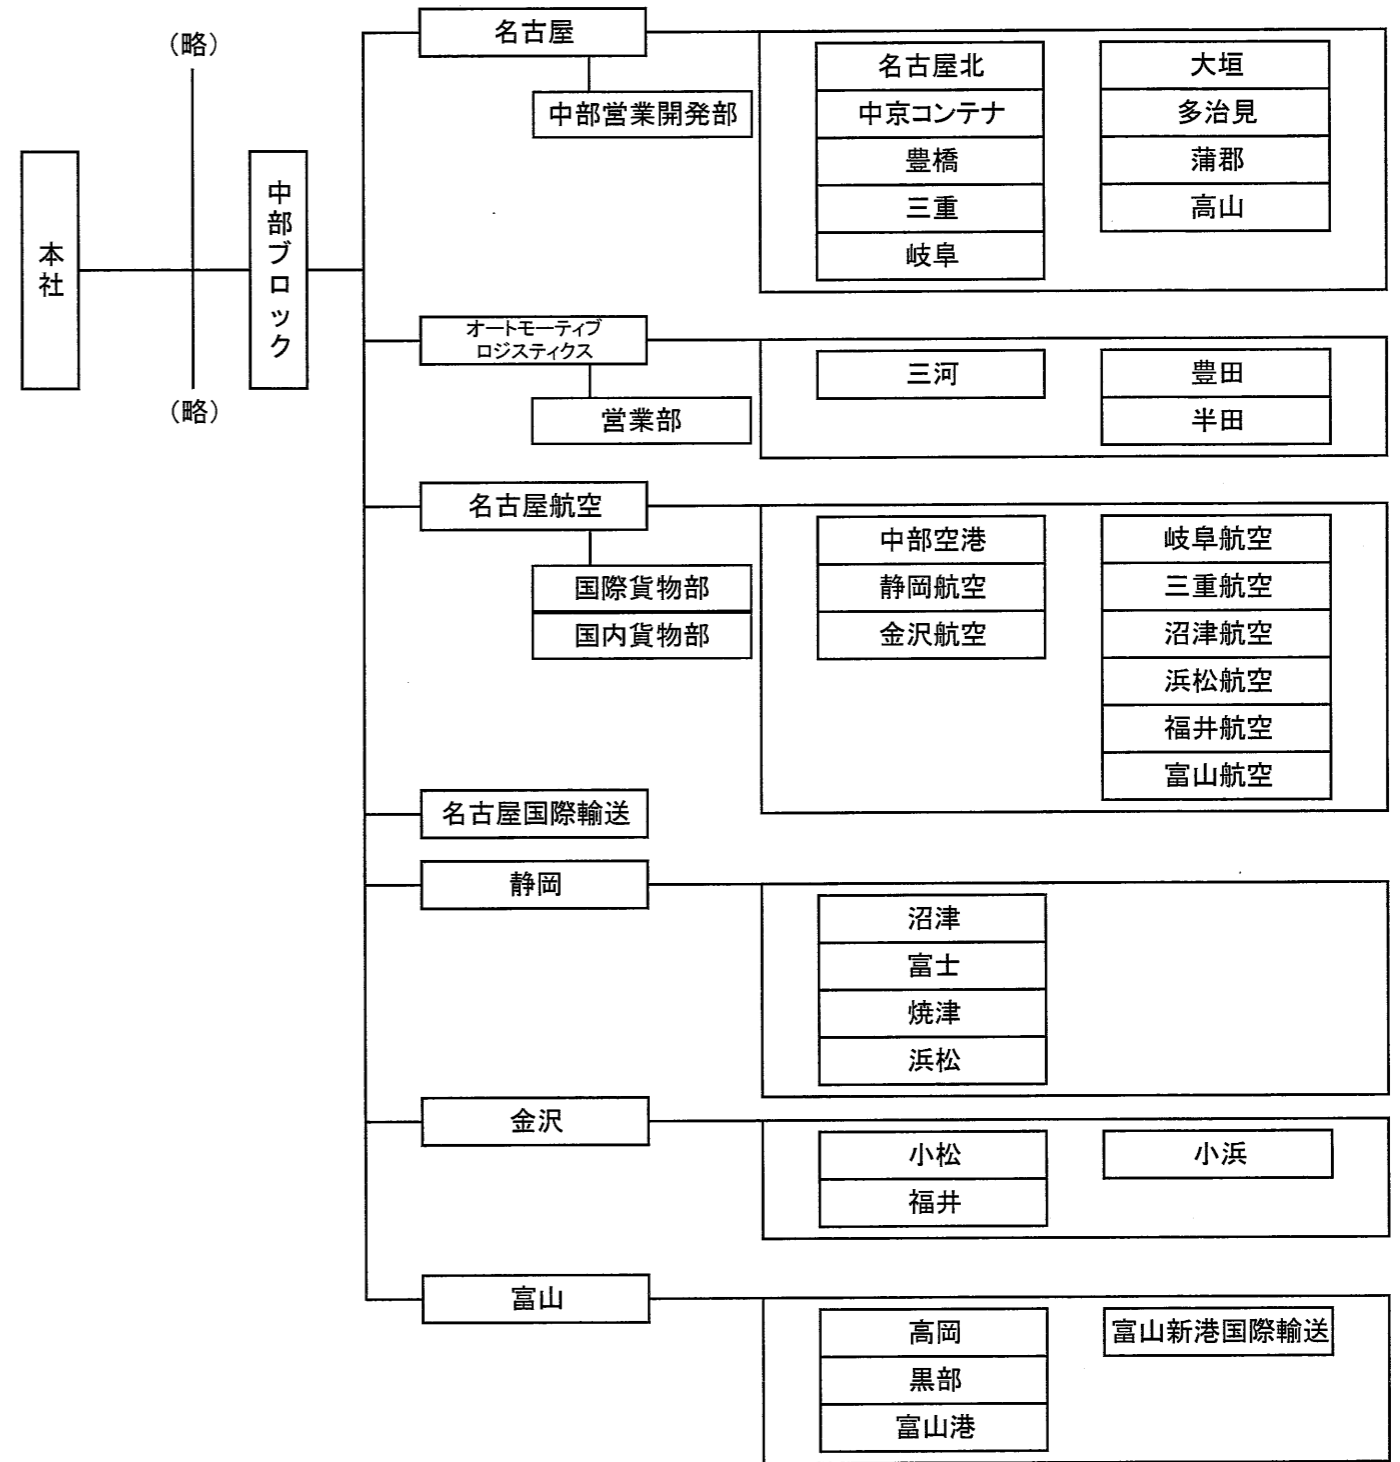 （略）
本社
（略）
中部ブロック
名古屋
中部営業開発部
名古屋北
中京コンテナ
豊橋
三重
岐阜
大垣
多治見
蒲郡
高山
オートモーティブ
ロジスティクス
営業部
三河
豊田
半田
名古屋航空
国際貨物部
国内貨物部
中部空港
静岡航空
金沢航空
岐阜航空
三重航空
沼津航空
浜松航空
福井航空
富山航空
名古屋国際輸送
静岡
沼津
富士
焼津
浜松
金沢
小松
福井
小浜
富山
高岡
黒部
富山港
富山新港国際輸送